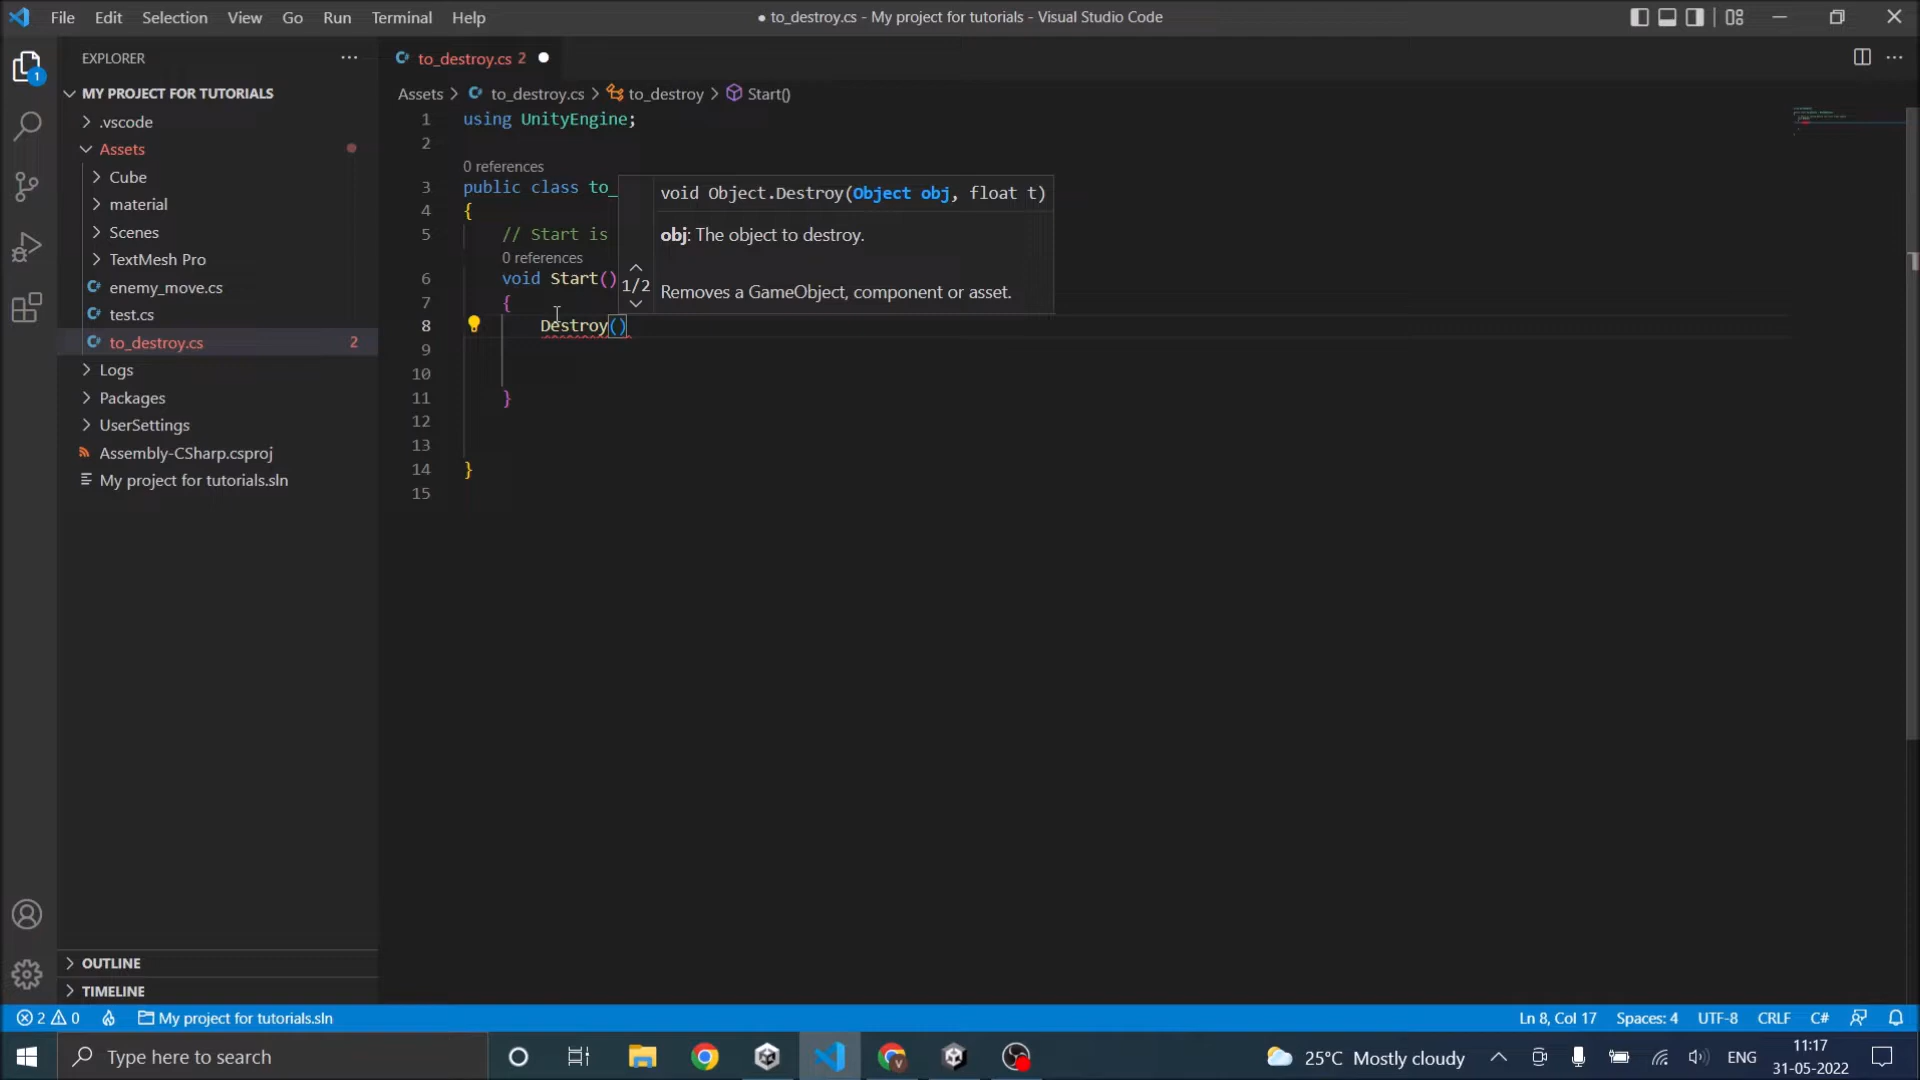 File Edit Selection View Go Run Terminal Help
● to_destroy.cs - My project for tutorials - Visual Studio Code
EXPLORER
to_destroy.cs 2
1
MY PROJECT FOR TUTORIALS
Assets > to_destroy.cs > to_destroy > Start()
.vscode
Assets
Cube
material
Scenes
TextMesh Pro
enemy_move.cs
test.cs
to_destroy.cs 2
Logs
Packages
UserSettings
Assembly-CSharp.csproj
My project for tutorials.sln
OUTLINE
TIMELINE
1 using UnityEngine;
2
0 references
3 public class to_
4 {
5 // Start is
0 references
6 void Start()
7 {
8 Destroy()
9
10
11 }
12
13
14 }
15
void Object.Destroy(Object obj, float t)
obj: The object to destroy.
1/2
Removes a GameObject, component or asset.
2 0 My project for tutorials.sln
Ln 8, Col 17 Spaces: 4 UTF-8 CRLF C#
Type here to search
25°C Mostly cloudy
ENG
11:17
31-05-2022